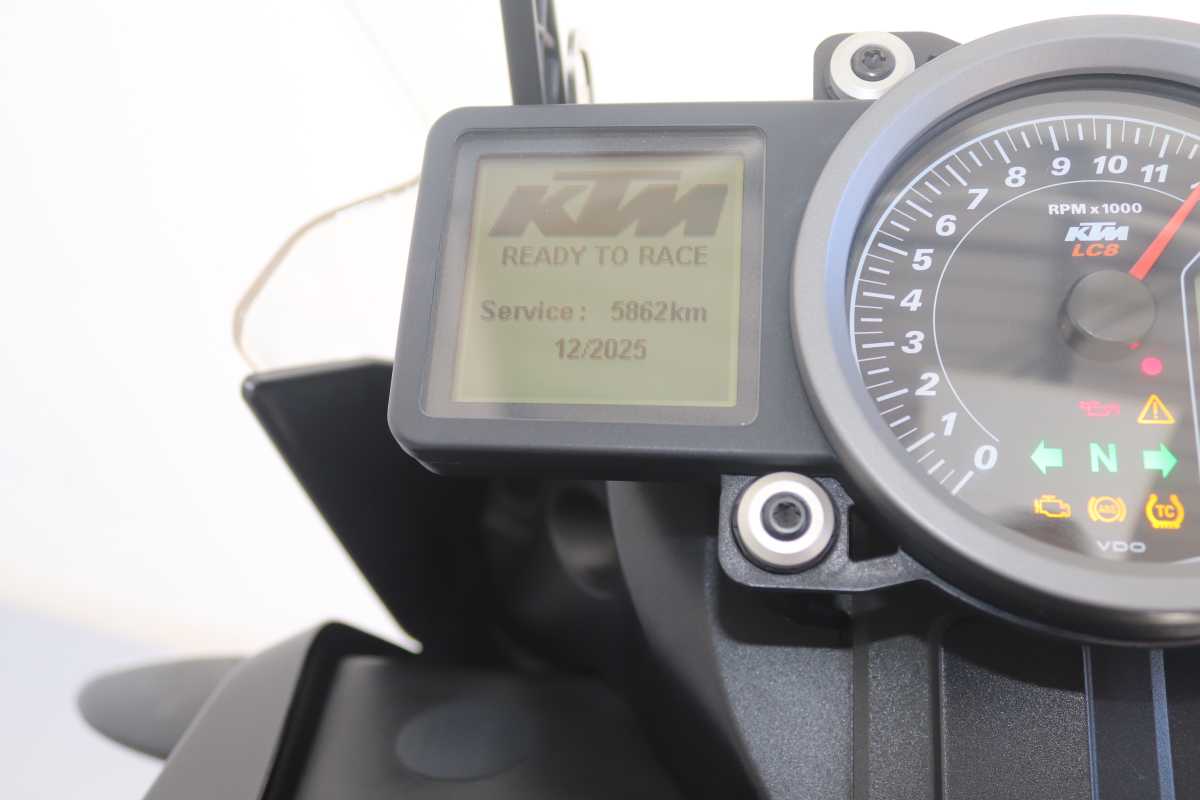 KTM
READY TO RACE
Service : 5862km
12/2025
0
1
2
3
4
5
6
7
8
9
10
11
RPM x 1000
KTM
LC8
N
ABS
TC
VDO